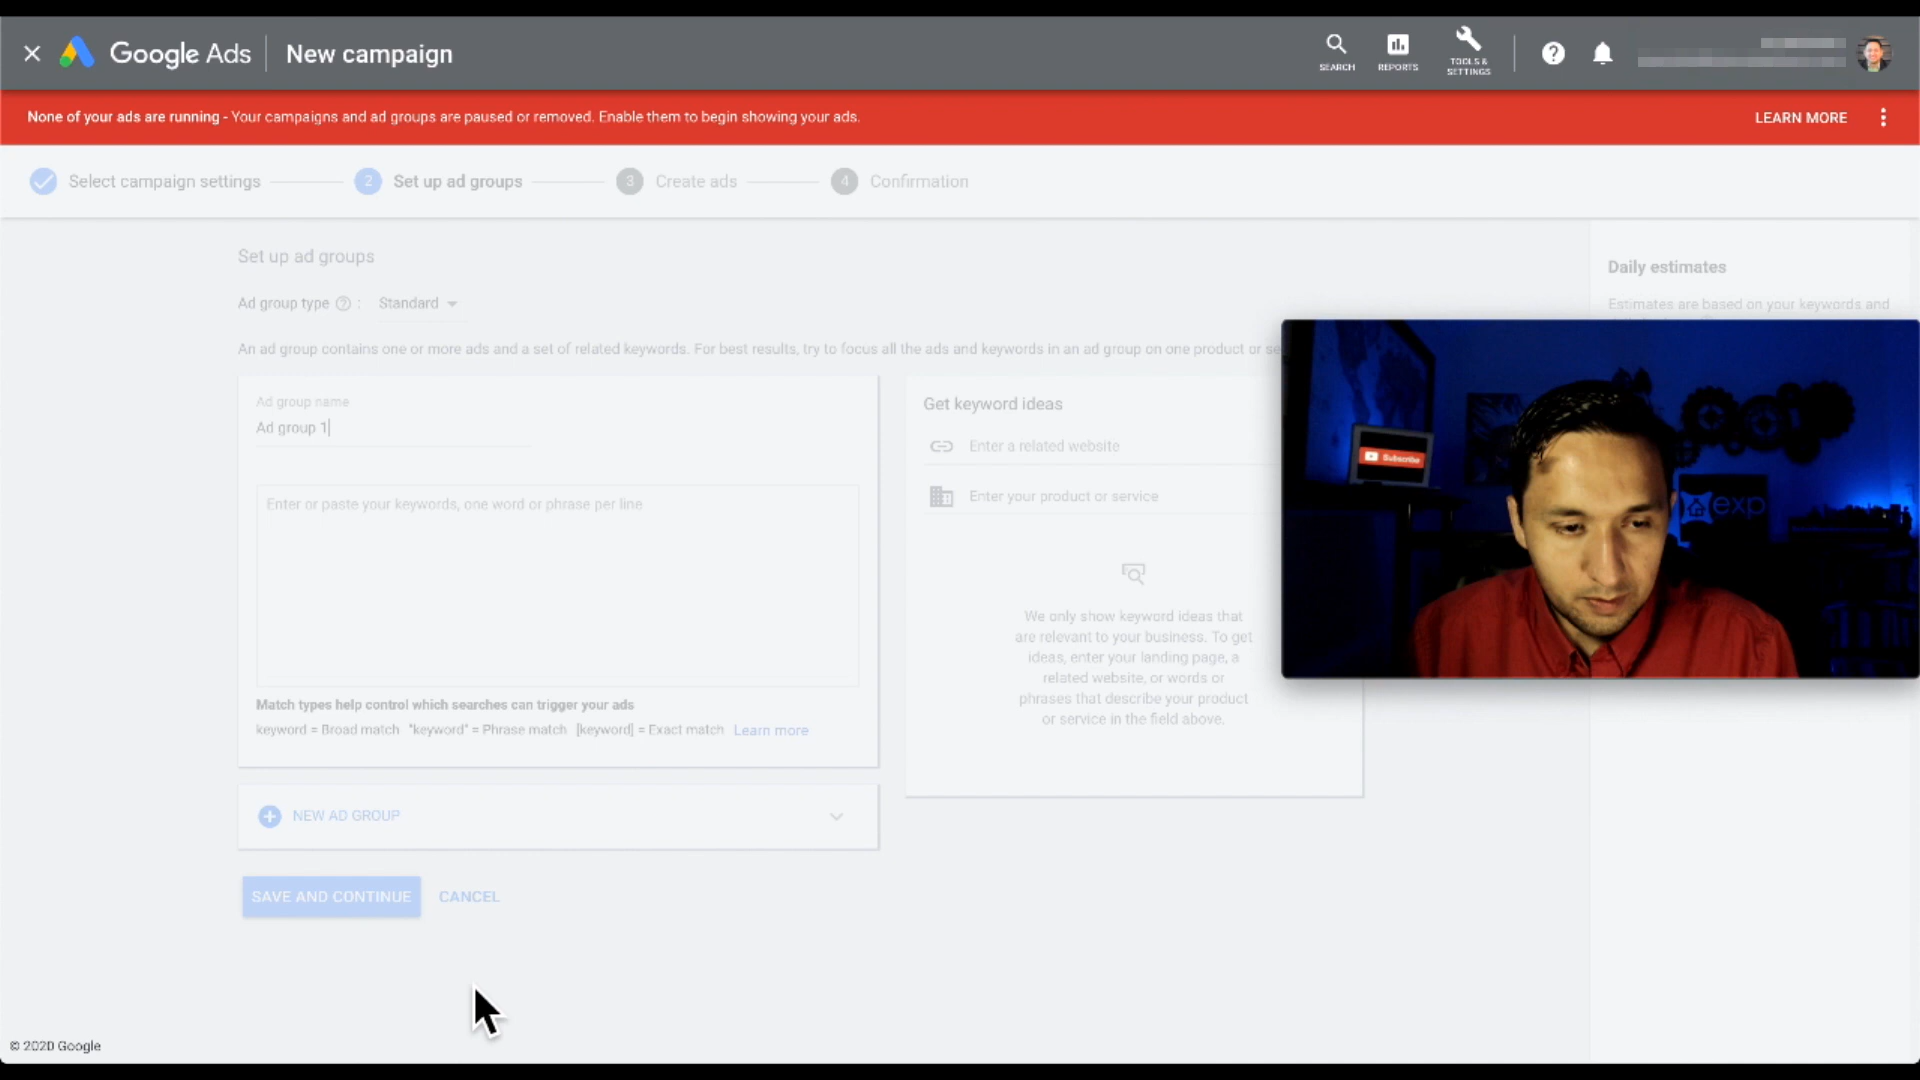 Google Ads New campaign
SEARCH
REPORTS
TOOLS &
SETTINGS
None of your ads are running - Your campaigns and ad groups are paused or removed. Enable them to begin showing your ads.
LEARN MORE
Select campaign settings
2 Set up ad groups
3 Create ads
4 Confirmation
Set up ad groups
Ad group type ? : Standard
An ad group contains one or more ads and a set of related keywords. For best results, try to focus all the ads and keywords in an ad group on one product or se
Ad group name
Ad group 1
Enter or paste your keywords, one word or phrase per line
Match types help control which searches can trigger your ads
keyword = Broad match "keyword" = Phrase match [keyword] = Exact match Learn more
NEW AD GROUP
SAVE AND CONTINUE CANCEL
Get keyword ideas
Enter a related website
Enter your product or service
We only show keyword ideas that
are relevant to your business. To get
ideas, enter your landing page, a
related website, or words or
phrases that describe your product
or service in the field above.
Daily estimates
Estimates are based on your keywords and
Subscribe
exp
© 2020 Google